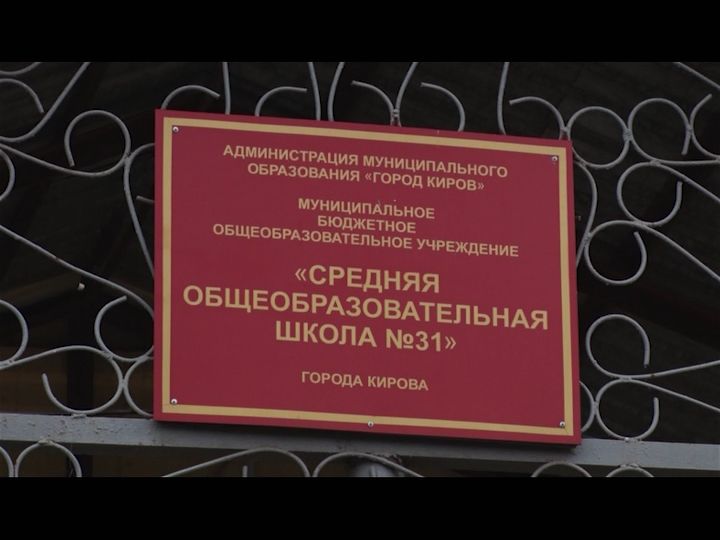 АДМИНИСТРАЦИЯ МУНИЦИПАЛЬНОГО
ОБРАЗОВАНИЯ «ГОРОД КИРОВ»
МУНИЦИПАЛЬНОЕ
БЮДЖЕТНОЕ
ОБЩЕОБРАЗОВАТЕЛЬНОЕ УЧРЕЖДЕНИЕ
«СРЕДНЯЯ
ОБЩЕОБРАЗОВАТЕЛЬНАЯ
ШКОЛА №31»
ГОРОДА КИРОВА